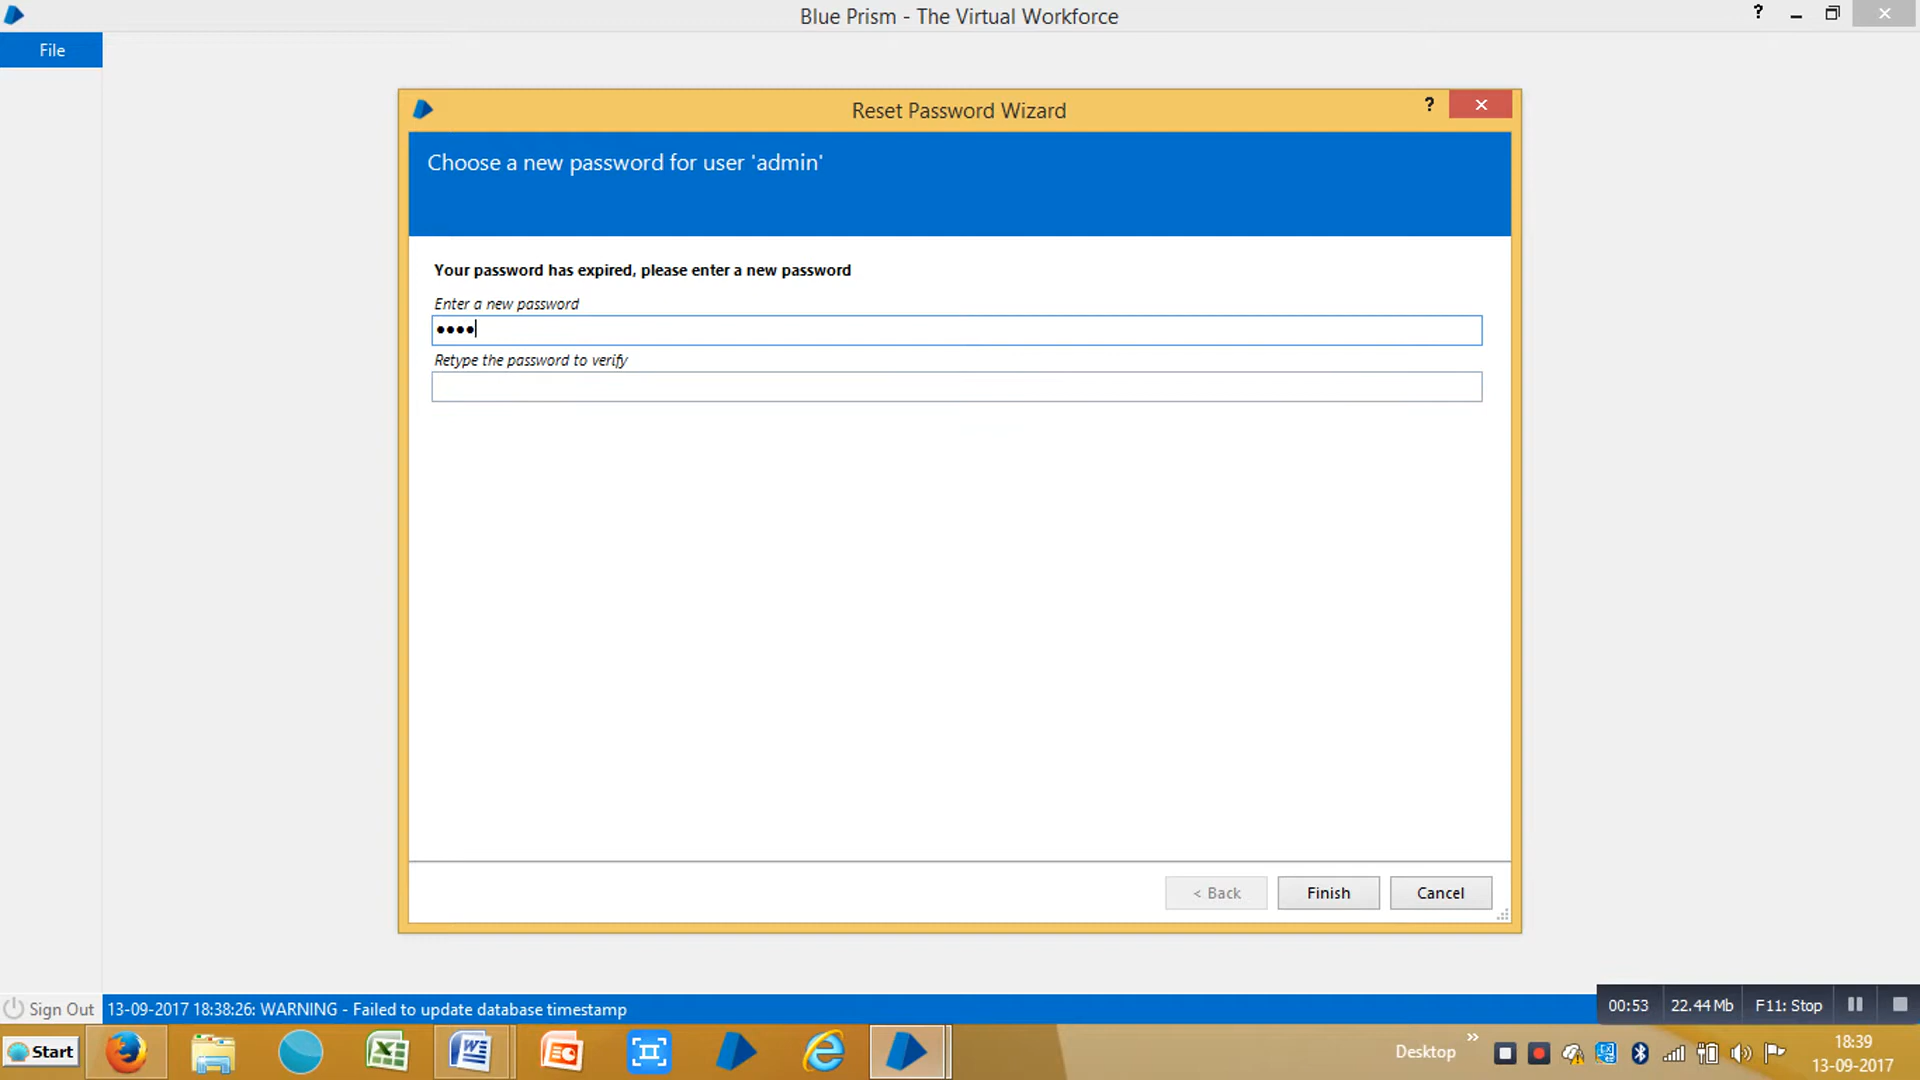 Blue Prism - The Virtual Workforce
?
File
Reset Password Wizard
?
Choose a new password for user 'admin'
Your password has expired, please enter a new password
Enter a new password
••••
Retype the password to verify
< Back
Finish
Cancel
Sign Out
13-09-2017 18:38:26: WARNING - Failed to update database timestamp
00:53
22.44 Mb
F11: Stop
Start
Desktop
18:39
13-09-2017